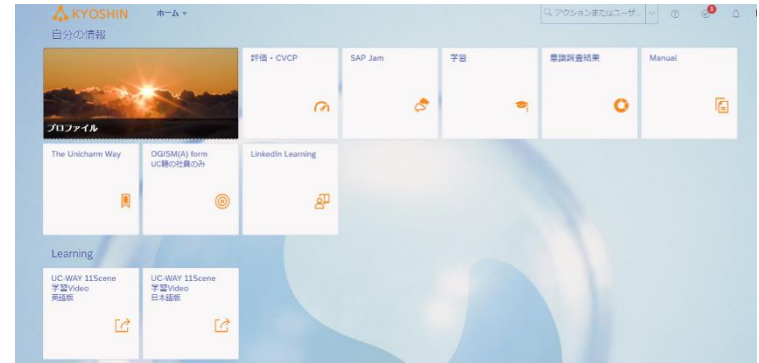 KYOSHIN
ホーム
アクションまたはユーザ...
3
自分の情報
プロファイル
評価・CVCP
SAP Jam
学習
意識調査結果
Manual
The Unicharm Way
OGISM(A) form
UC籍の社員のみ
LinkedIn Learning
Learning
UC-WAY 11Scene
学習Video
英語版
UC-WAY 11Scene
学習Video
日本語版